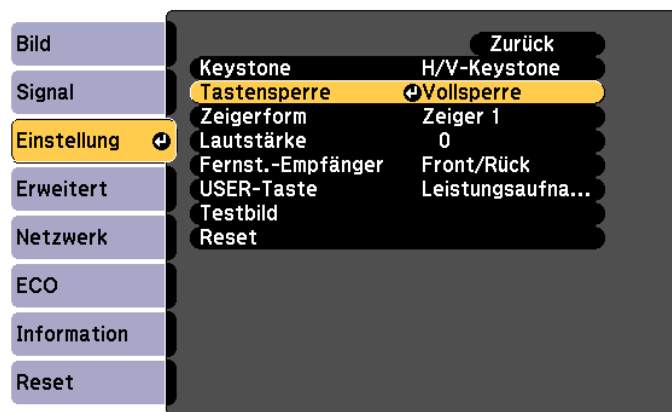 Bild
Signal
Einstellung
Erweitert
Netzwerk
ECO
Information
Reset
Zurück
Keystone H/V-Keystone
Tastensperre Vollsperre
Zeigerform Zeiger 1
Lautstärke 0
Fernst.-Empfänger Front/Rück
USER-Taste Leistungsaufna...
Testbild
Reset